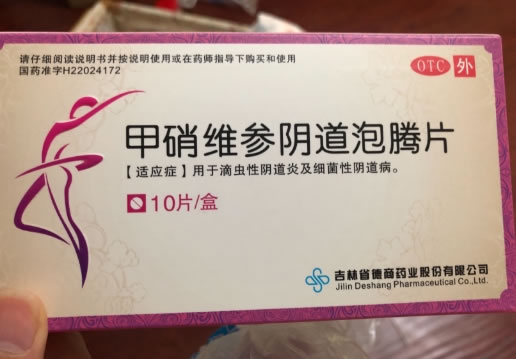 请仔细阅读说明书并按说明使用或在药师指导下购买和使用
国药准字H22024172
OTC 外
甲硝维参阴道泡腾片
【适应症】用于滴虫性阴道炎及细菌性阴道病。
10片/盒
吉林省德商药业股份有限公司
Jilin Deshang Pharmaceutical Co.,Ltd.